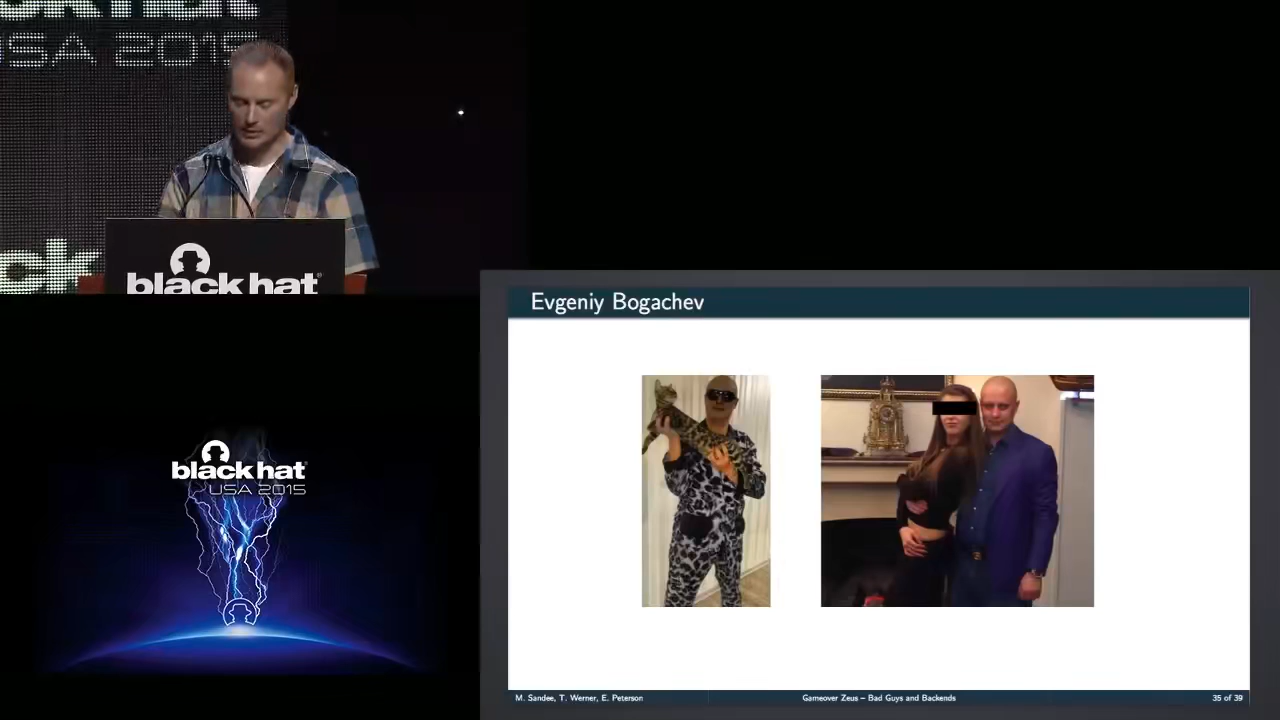 USA 2015
black hat
black hat
USA 2015
Evgeniy Bogachev
M. Sandee, T. Werner, E. Peterson
Gameover Zeus – Bad Guys and Backends
35 of 39